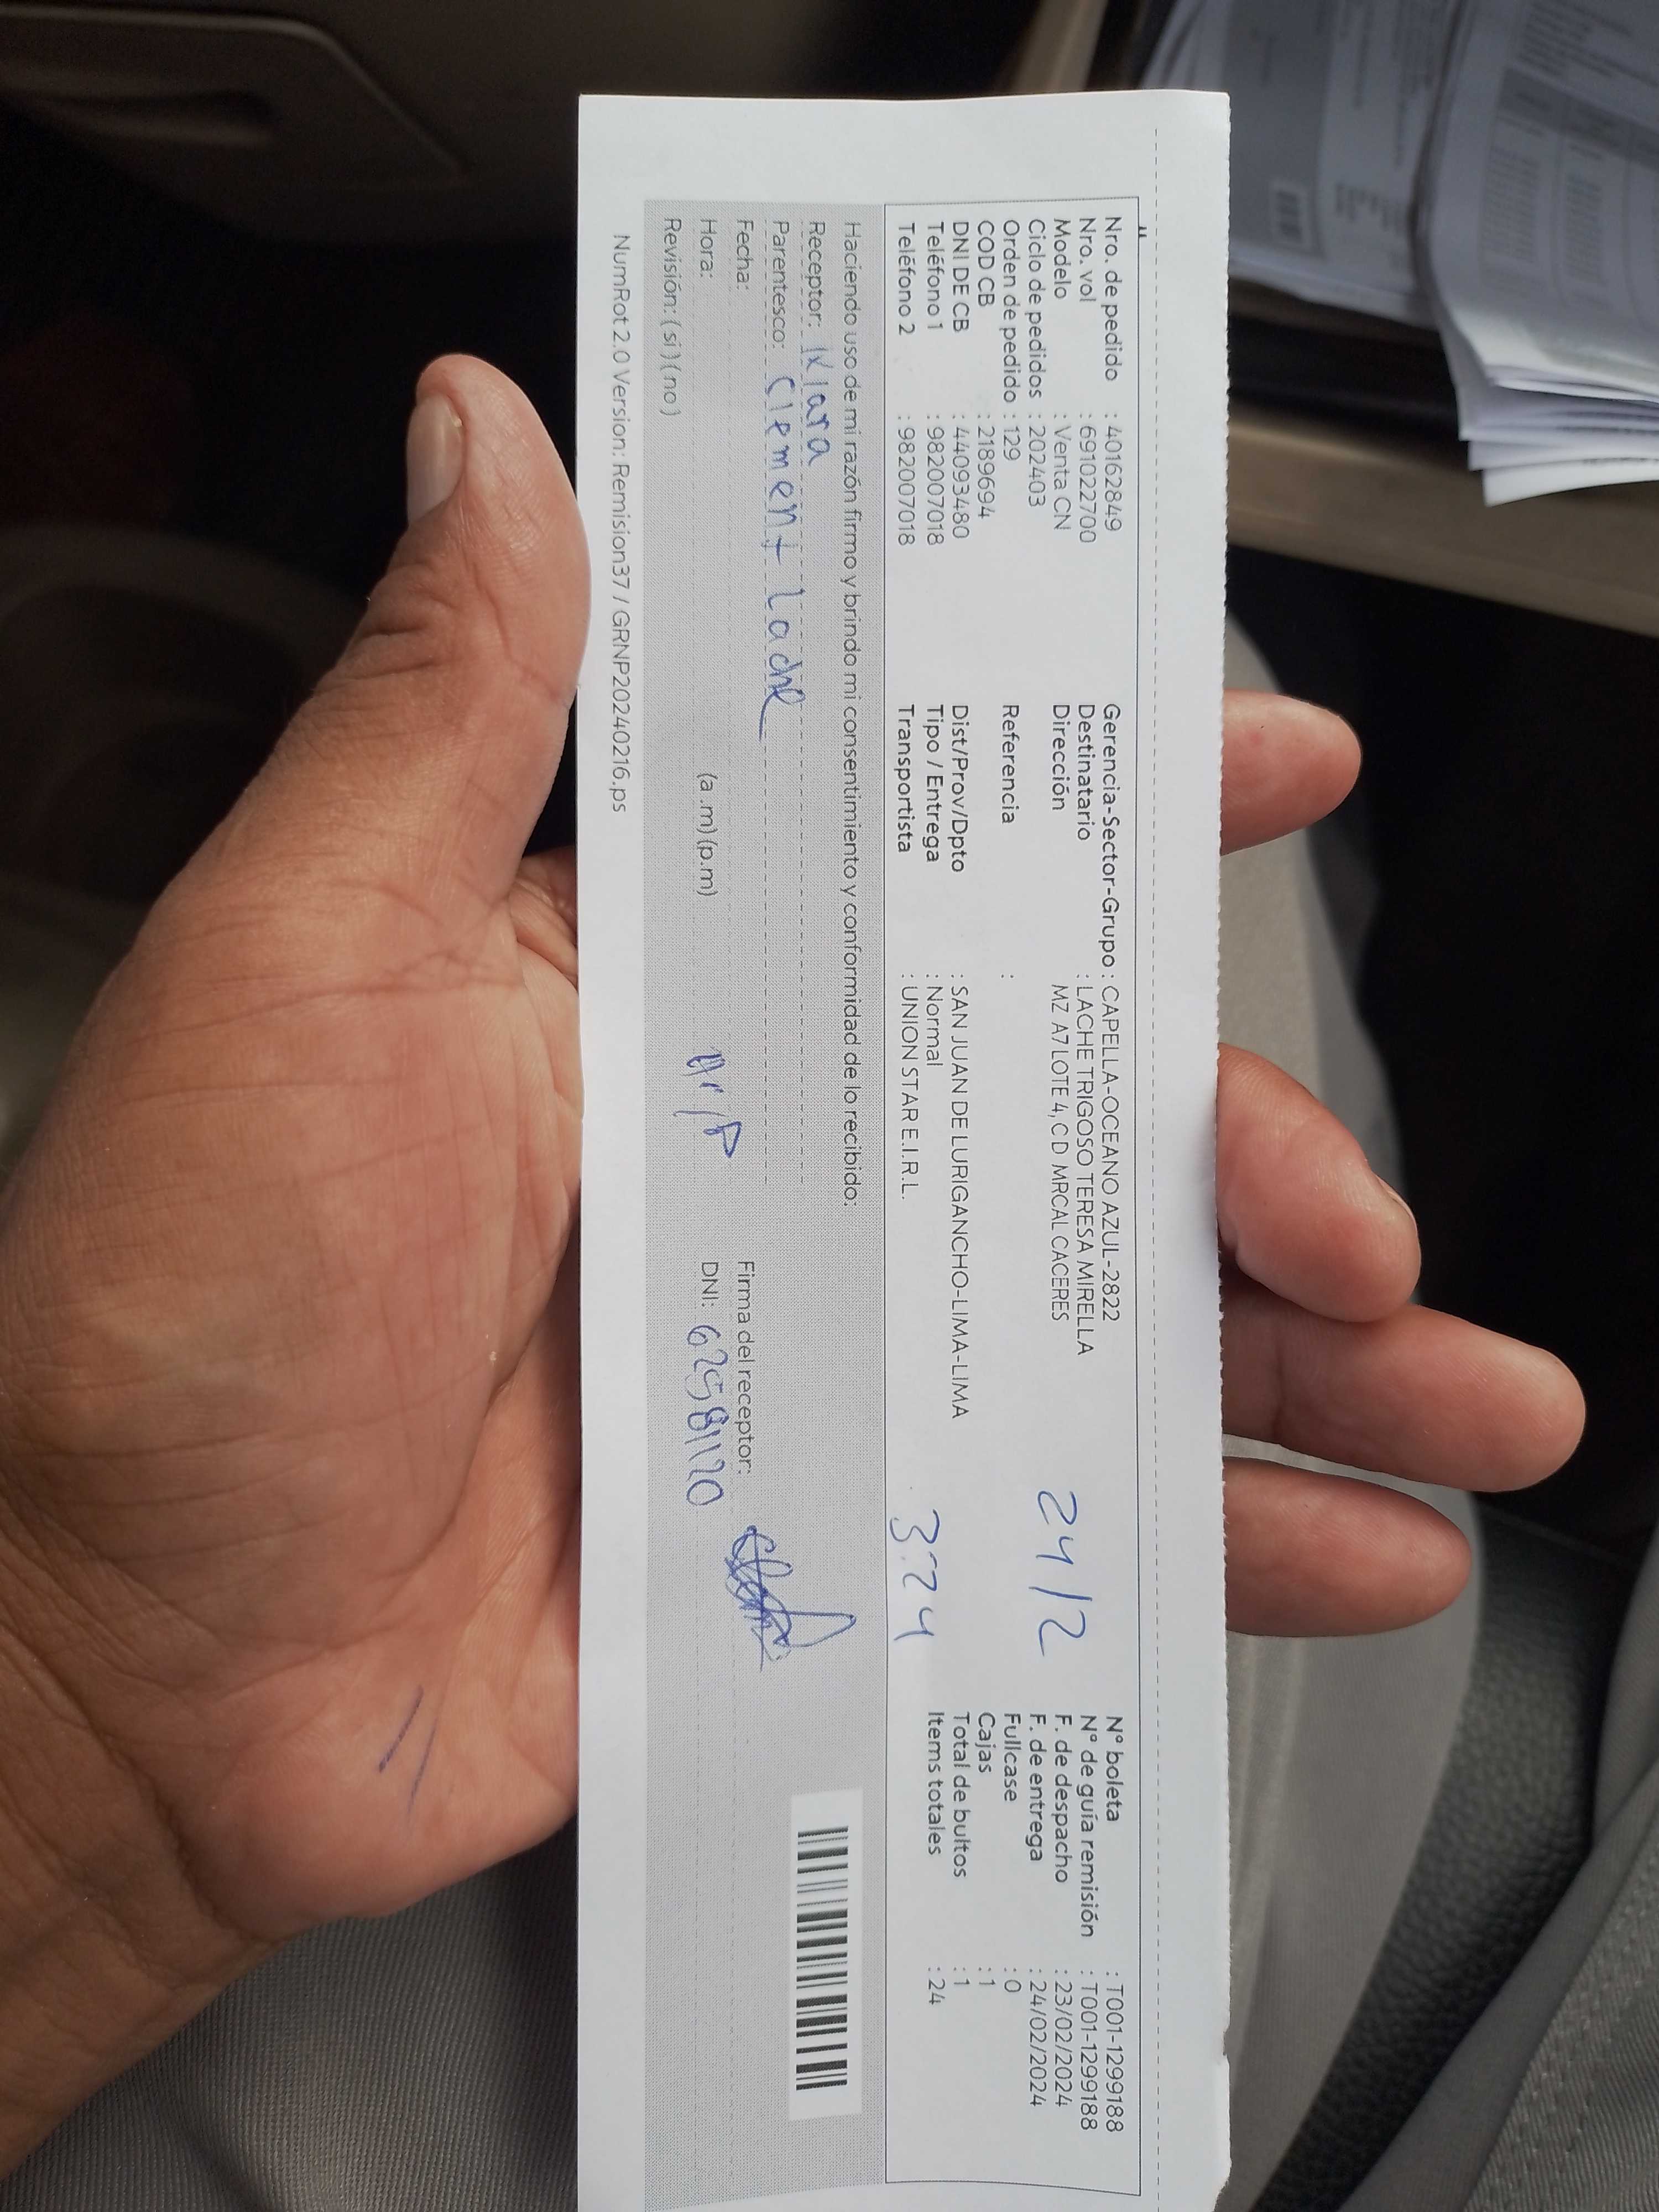 Nro. de pedido : 40162849 Gerencia-Sector-Grupo : CAPELLA-OCEANO AZUL-2822 N° boleta : T001-1299188
Nro. vol : 691022700 Destinatario : LACHE TRIGOSO TERESA MIRELLA N° de guía remisión : T001-1299188
Modelo : Venta CN Dirección MZ A7 LOTE 4, CD MRCAL CACERES F. de despacho : 23/02/2024
Ciclo de pedidos : 202403 24/2 F. de entrega : 24/02/2024
Orden de pedido : 129 Referencia : Fullcase : 0
COD CB : 2189694 Cajas : 1
DNI DE CB : 44093480 Dist/Prov/Dpto : SAN JUAN DE LURIGANCHO-LIMA-LIMA Total de bultos : 1
Teléfono 1 : 982007018 Tipo / Entrega : Normal Items totales : 24
Teléfono 2 : 982007018 Transportista : UNION STAR E.I.R.L. 3:24
Haciendo uso de mi razón firmo y brindo mi consentimiento y conformidad de lo recibido:
Receptor: Kiara
Parentesco: Clement Lache
Fecha: Firma del receptor:
Hora: (a.m)(p.m) DNI:
Revisión: ( si )( no )
NumRot 2.0 Version: Remision37 / GRNP20240216.ps